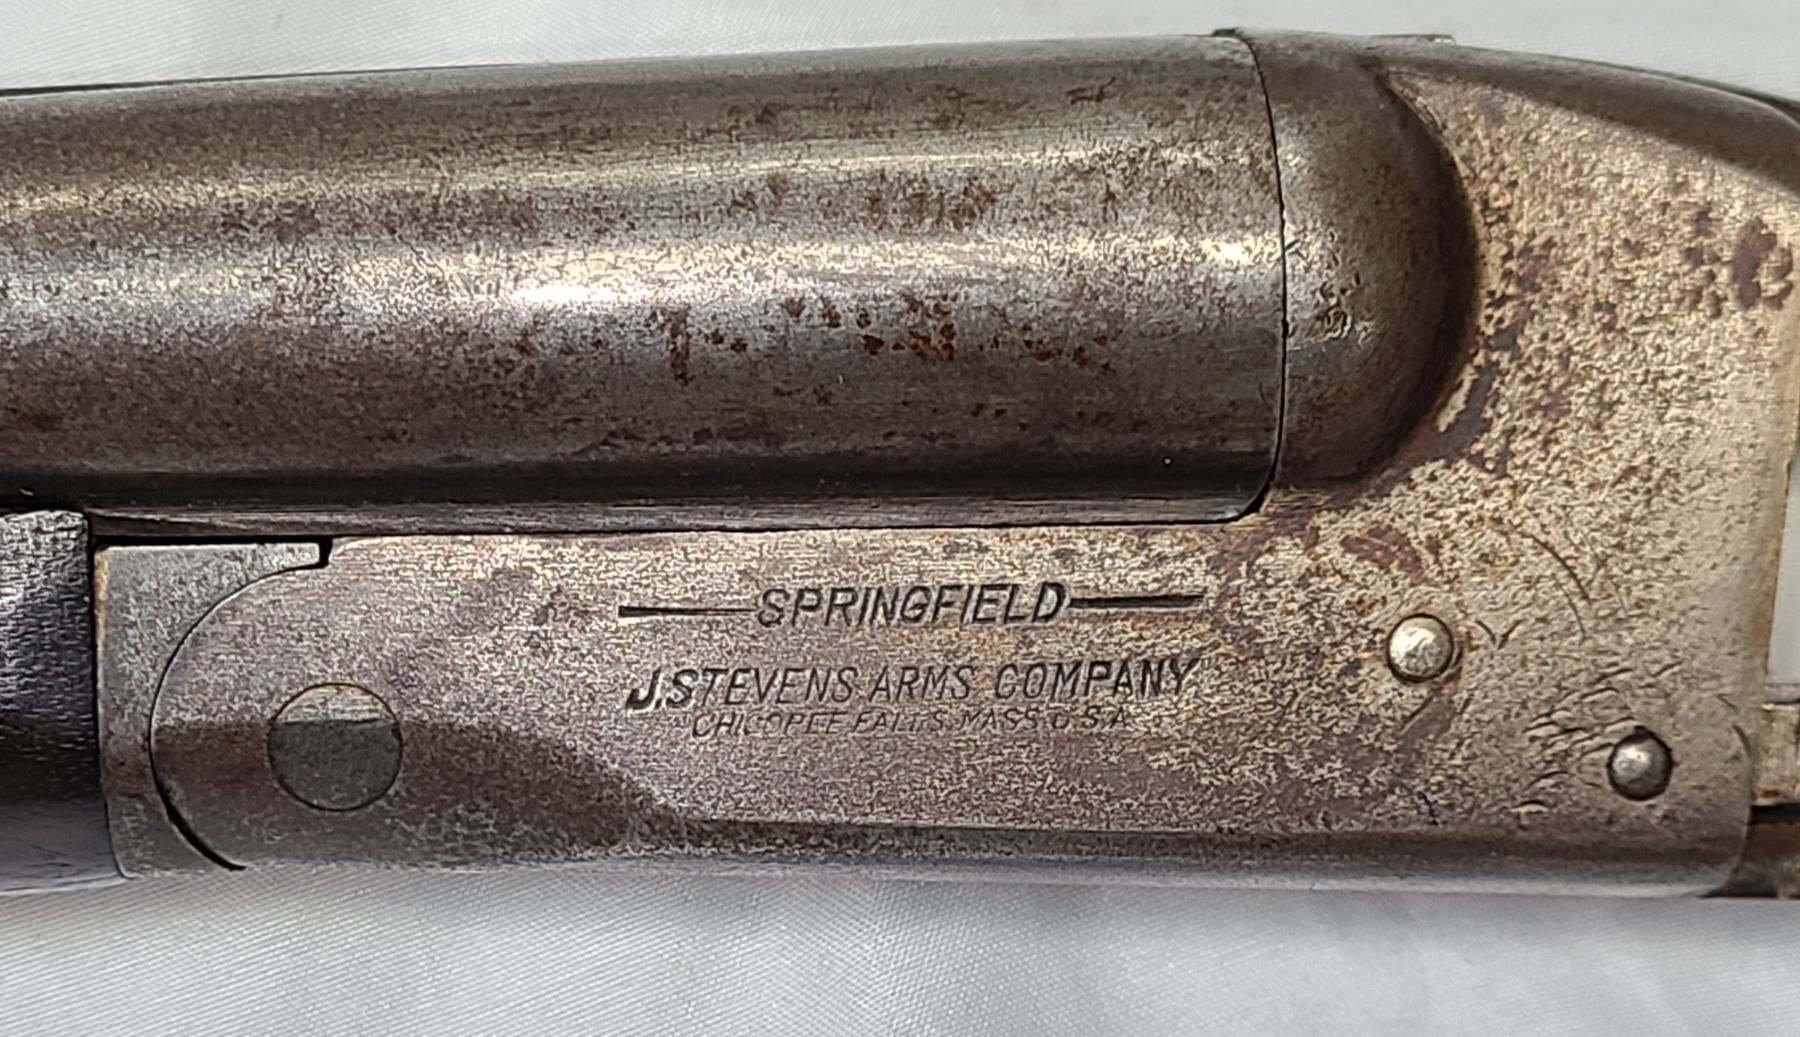 SPRINGFIELD
J. STEVENS ARMS COMPANY
CHICOPEE FALLS, MASS. U.S.A.